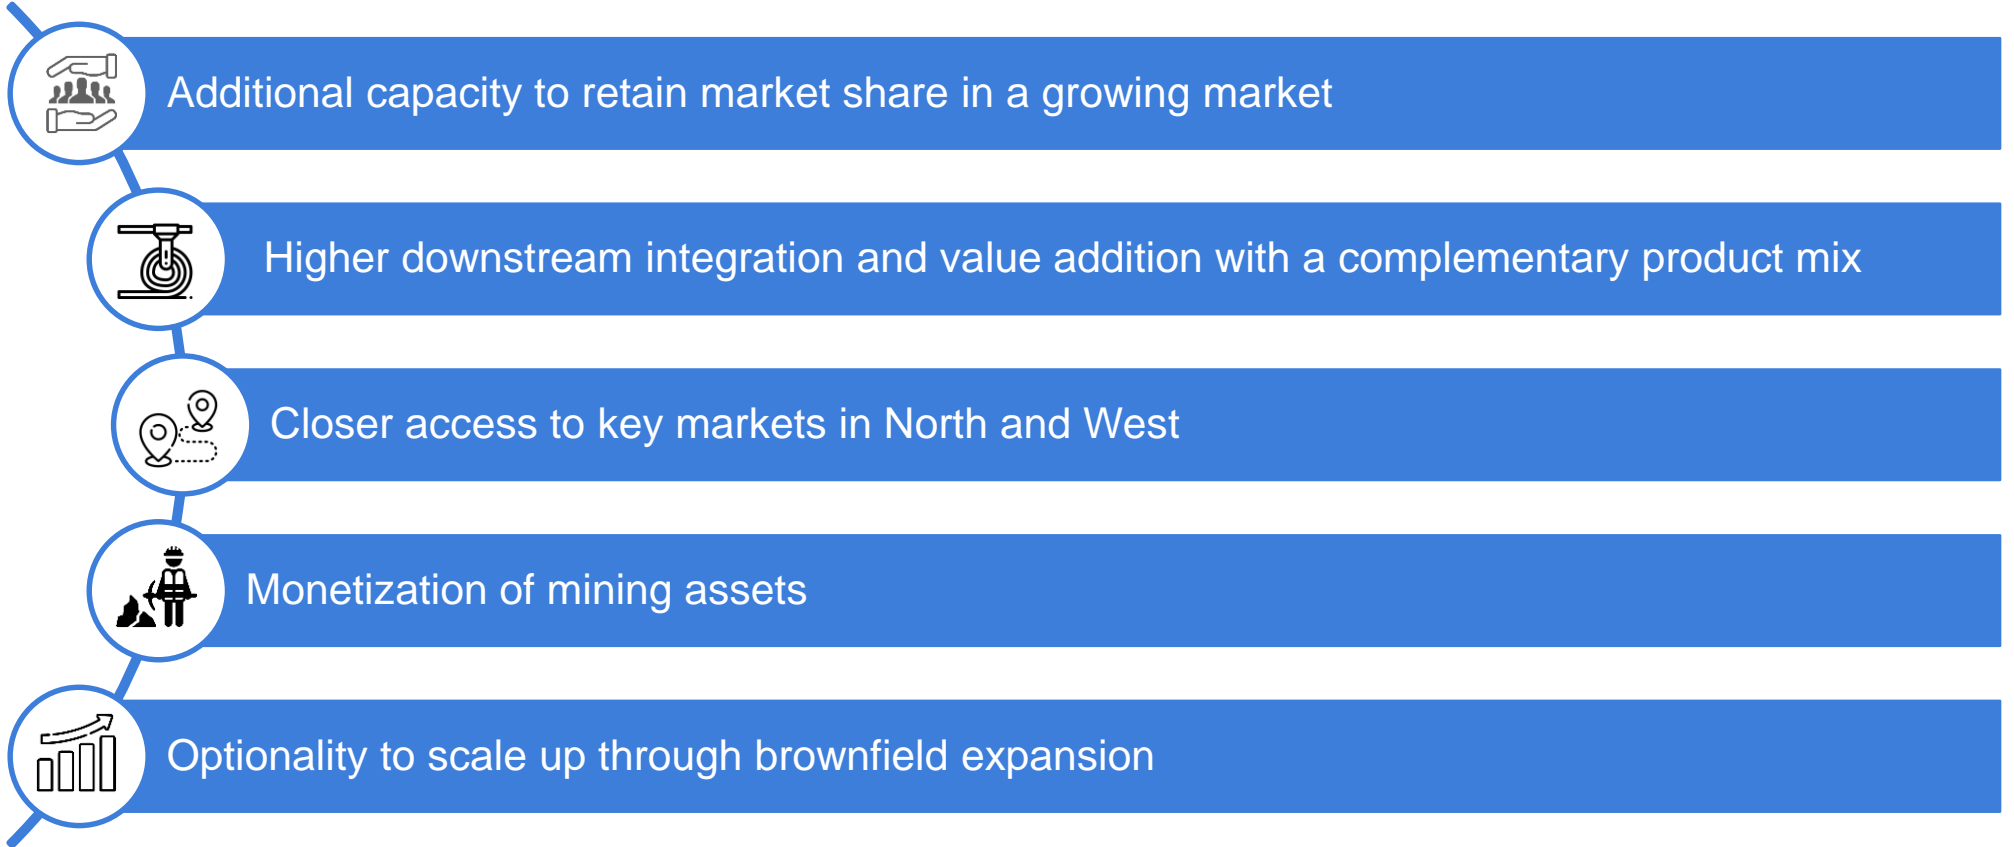 Additional capacity to retain market share in a growing market
Higher downstream integration and value addition with a complementary product mix
Closer access to key markets in North and West
Monetization of mining assets
Optionality to scale up through brownfield expansion